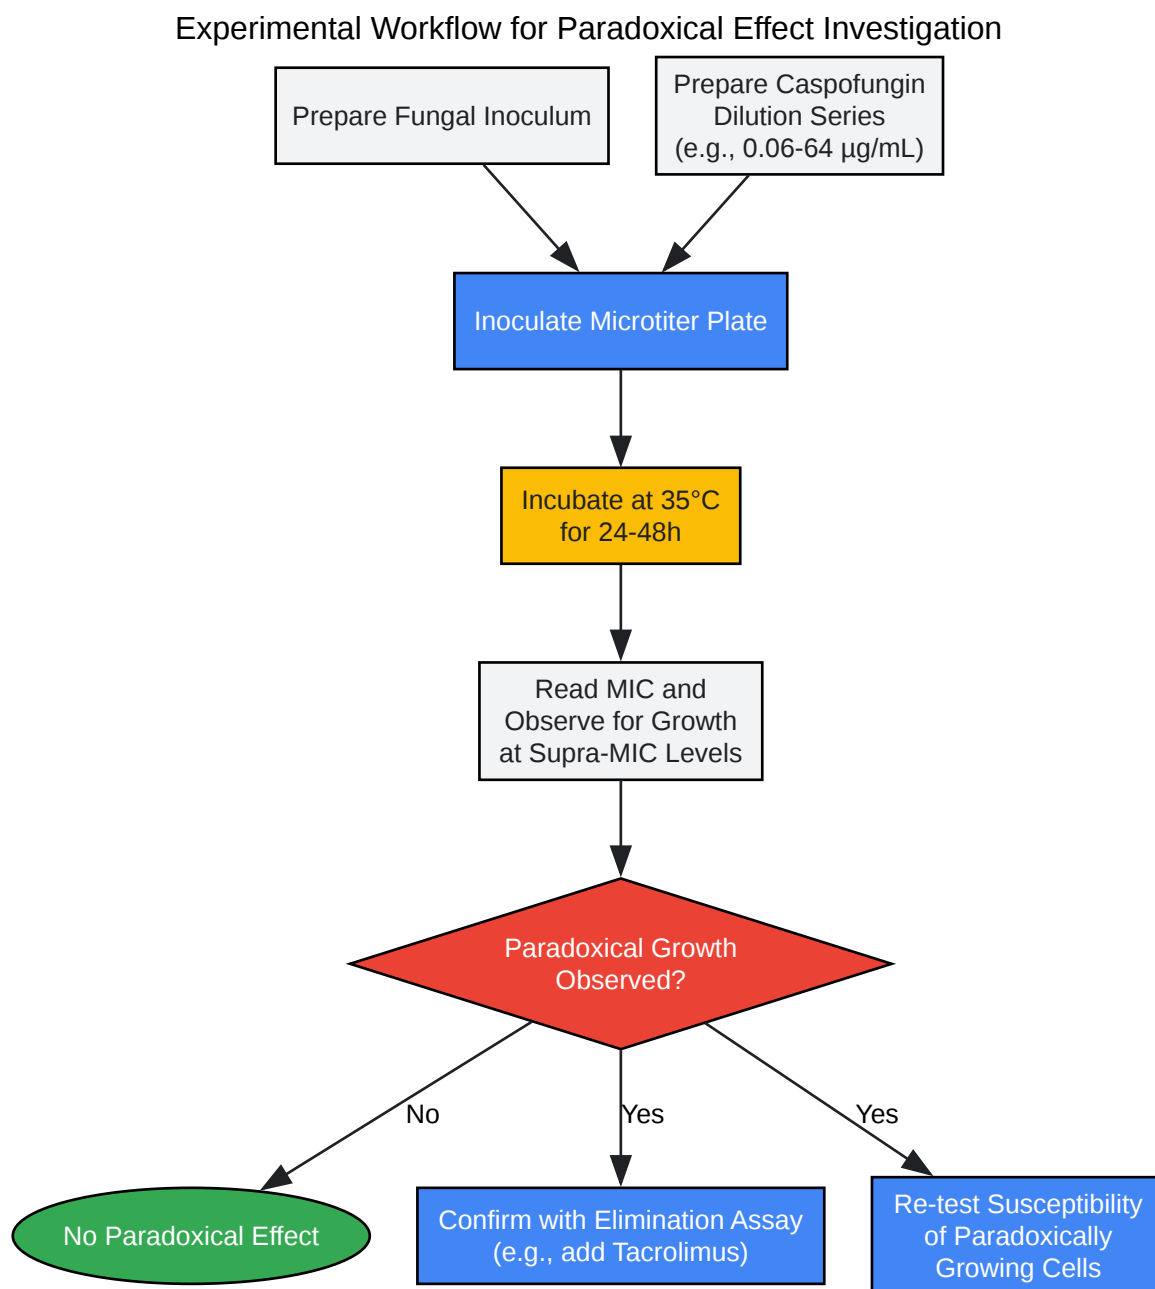 Experimental Workflow for Paradoxical Effect Investigation
Prepare Fungal Inoculum
Prepare Caspofungin
Dilution Series
(e.g., 0.06-64 µg/mL)
Inoculate Microtiter Plate
Incubate at 35°C
for 24-48h
Read MIC and
Observe for Growth
at Supra-MIC Levels
Paradoxical Growth
Observed?
No
Yes
Yes
No Paradoxical Effect
Confirm with Elimination Assay
(e.g., add Tacrolimus)
Re-test Susceptibility
of Paradoxically
Growing Cells